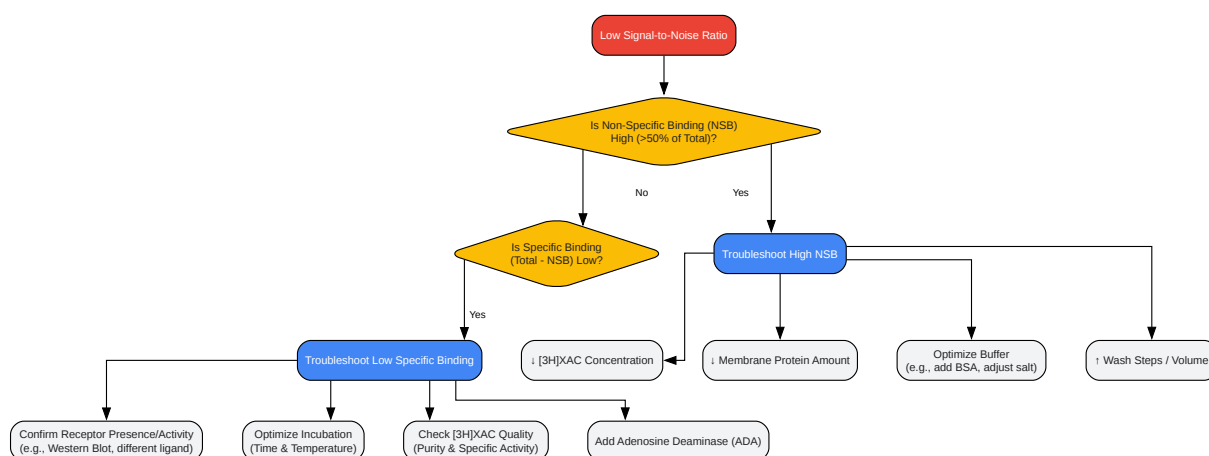 Low Signal-to-Noise Ratio
Is Non-Specific Binding (NSB)
High (>50% of Total)?
No
Yes
Is Specific Binding
(Total - NSB) Low?
Troubleshoot High NSB
Yes
Troubleshoot Low Specific Binding
↓ [3H]XAC Concentration
↓ Membrane Protein Amount
Optimize Buffer
(e.g., add BSA, adjust salt)
↑ Wash Steps / Volume
Confirm Receptor Presence/Activity
(e.g., Western Blot, different ligand)
Optimize Incubation
(Time & Temperature)
Check [3H]XAC Quality
(Purity & Specific Activity)
Add Adenosine Deaminase (ADA)